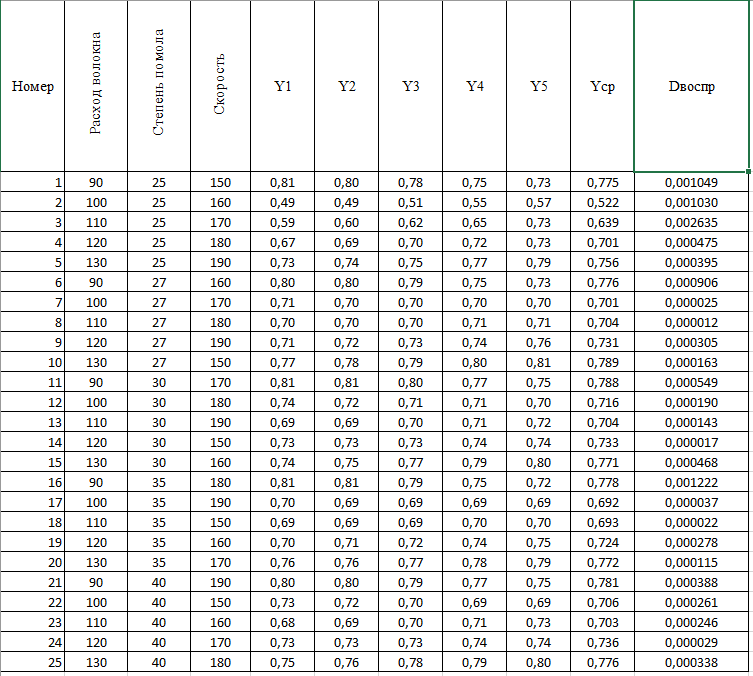 Номер Расход волокна Степень помола Скорость Y1 Y2 Y3 Y4 Y5 Yср Dвоспр
1 90 25 150 0,81 0,80 0,78 0,75 0,73 0,775 0,001049
2 100 25 160 0,49 0,49 0,51 0,55 0,57 0,522 0,001030
3 110 25 170 0,59 0,60 0,62 0,65 0,73 0,639 0,002635
4 120 25 180 0,67 0,69 0,70 0,72 0,73 0,701 0,000475
5 130 25 190 0,73 0,74 0,75 0,77 0,79 0,756 0,000395
6 90 27 160 0,80 0,80 0,79 0,75 0,73 0,776 0,000906
7 100 27 170 0,71 0,70 0,70 0,70 0,70 0,701 0,000025
8 110 27 180 0,70 0,70 0,70 0,71 0,71 0,704 0,000012
9 120 27 190 0,71 0,72 0,73 0,74 0,76 0,731 0,000305
10 130 27 150 0,77 0,78 0,79 0,80 0,81 0,789 0,000163
11 90 30 170 0,81 0,81 0,80 0,77 0,75 0,788 0,000549
12 100 30 180 0,74 0,72 0,71 0,71 0,70 0,716 0,000190
13 110 30 190 0,69 0,69 0,70 0,71 0,72 0,704 0,000143
14 120 30 150 0,73 0,73 0,73 0,74 0,74 0,733 0,000017
15 130 30 160 0,74 0,75 0,77 0,79 0,80 0,771 0,000468
16 90 35 180 0,81 0,81 0,79 0,75 0,72 0,778 0,001222
17 100 35 190 0,70 0,69 0,69 0,69 0,69 0,692 0,000037
18 110 35 150 0,69 0,69 0,69 0,70 0,70 0,693 0,000022
19 120 35 160 0,70 0,71 0,72 0,74 0,75 0,724 0,000278
20 130 35 170 0,76 0,76 0,77 0,78 0,79 0,772 0,000115
21 90 40 190 0,80 0,80 0,79 0,77 0,75 0,781 0,000388
22 100 40 150 0,73 0,72 0,70 0,69 0,69 0,706 0,000261
23 110 40 160 0,68 0,69 0,70 0,71 0,73 0,703 0,000246
24 120 40 170 0,73 0,73 0,73 0,74 0,74 0,736 0,000029
25 130 40 180 0,75 0,76 0,78 0,79 0,80 0,776 0,000338